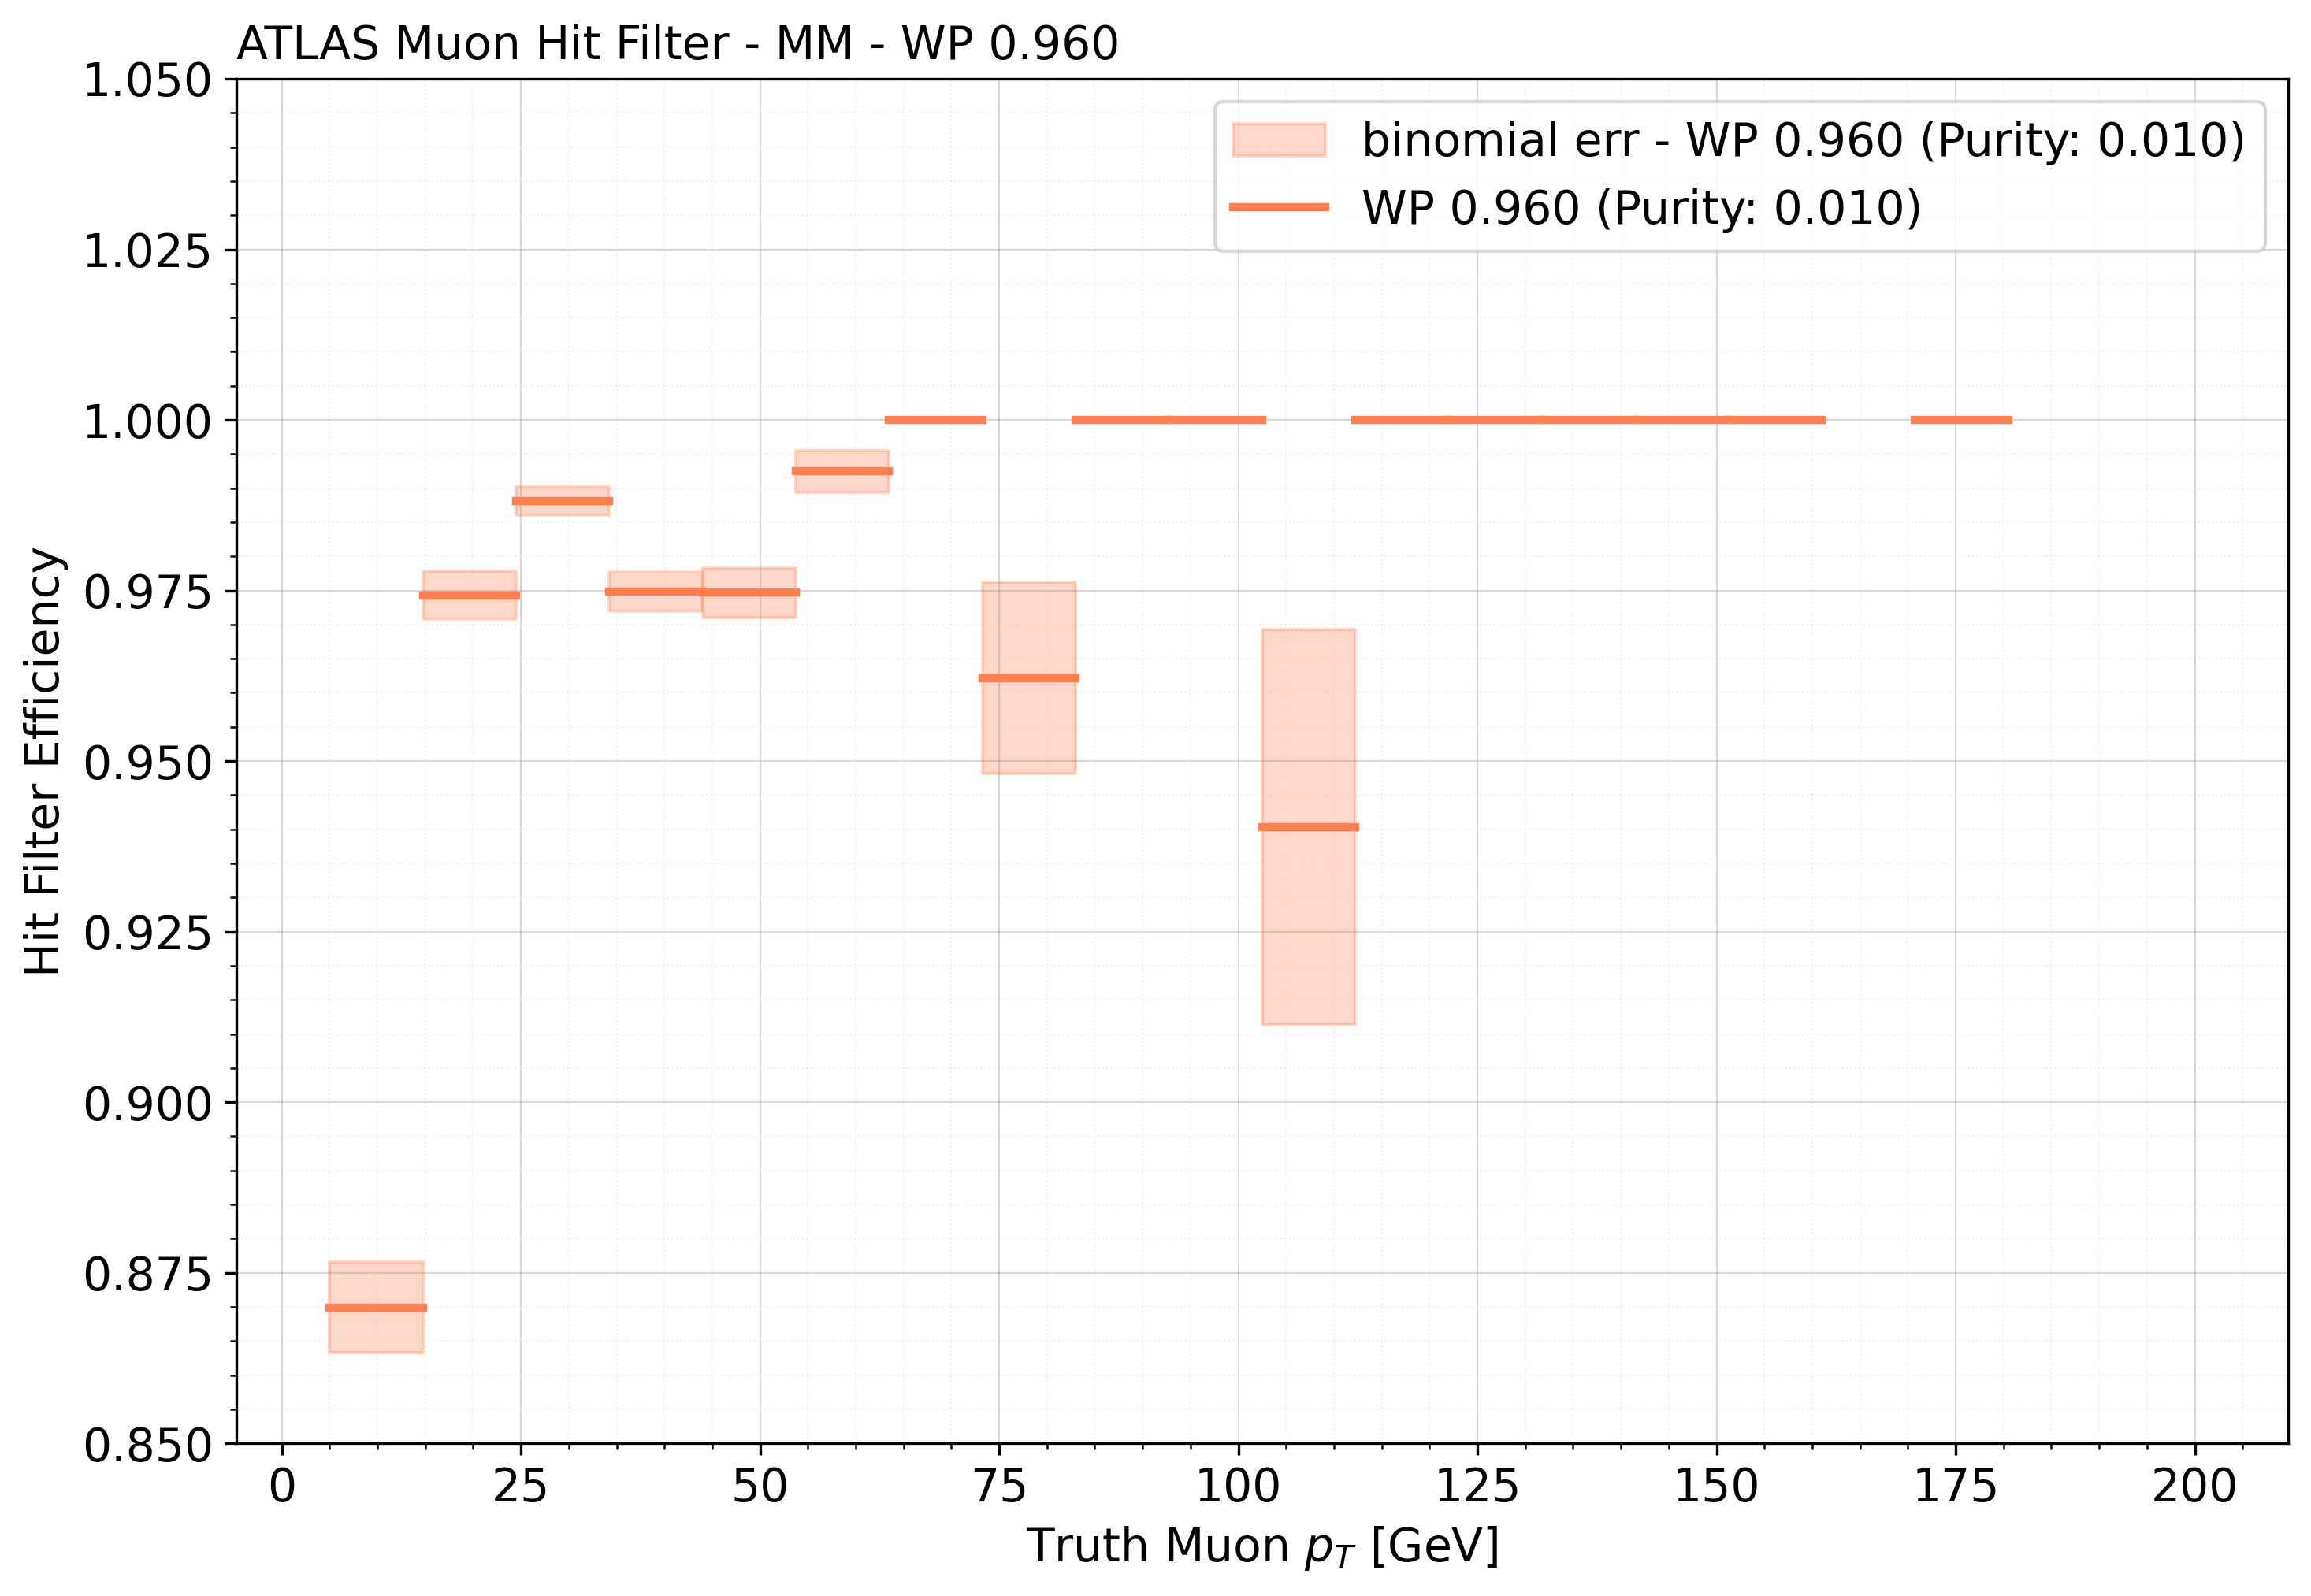 ATLAS Muon Hit Filter - MM - WP 0.960
1.050
1.025
1.000
0.975
0.950
0.925
0.900
0.875
0.850
Hit Filter Efficiency
binomial err - WP 0.960 (Purity: 0.010)
WP 0.960 (Purity: 0.010)
0 25 50 75 100 125 150 175 200
Truth Muon p_T [GeV]